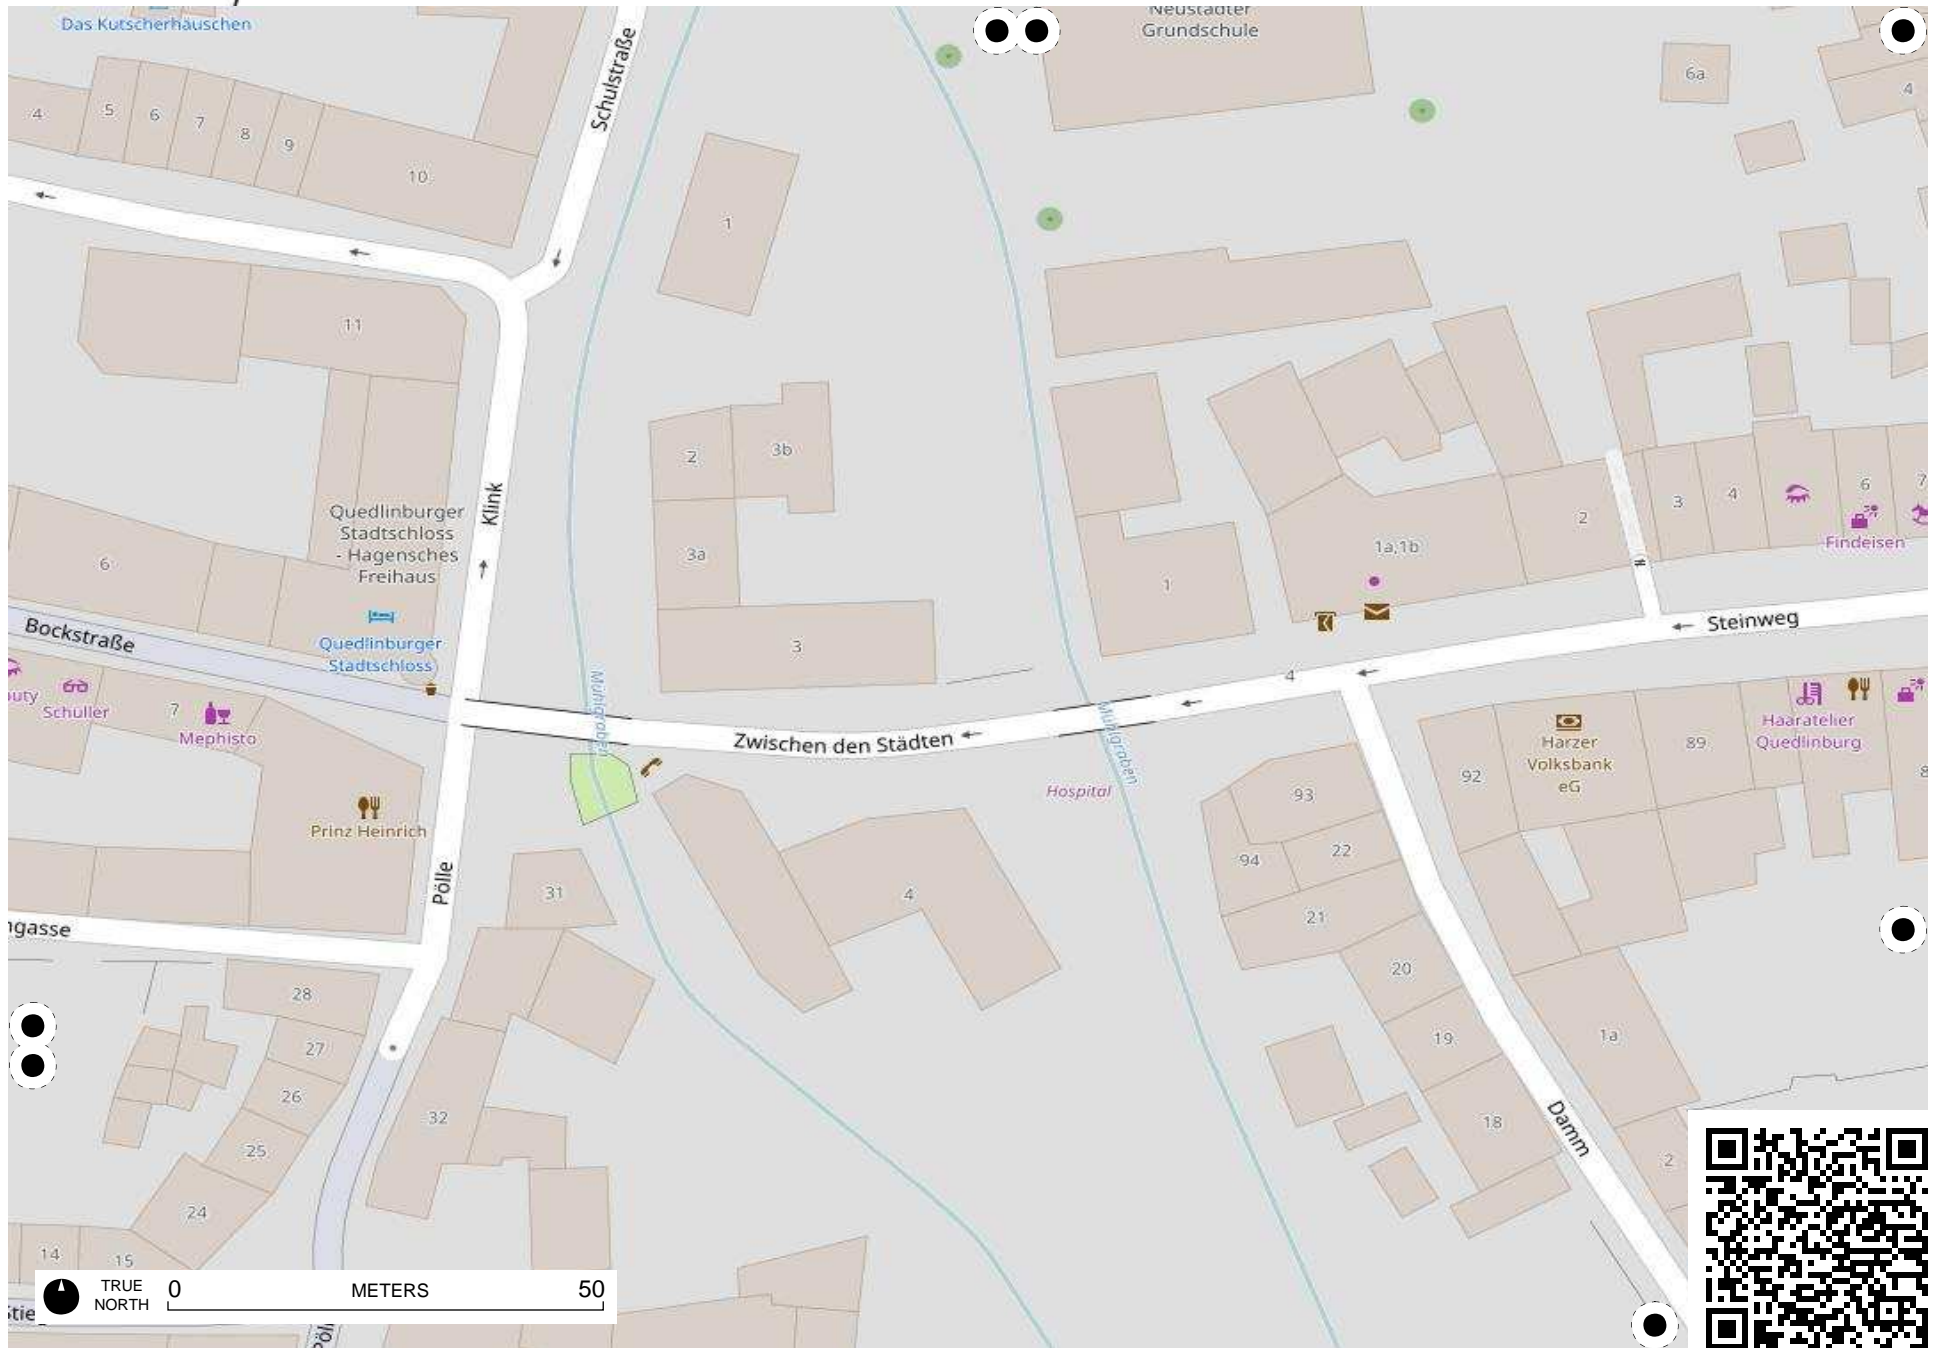 Das Kutscherhäuschen
Neustädter
Grundschule
Schulstraße
6a
4
4
5
6
7
8
9
10
1
11
2
3b
3a
3
Klink
Quedlinburger
Stadtschloss
- Hagensches
Freihaus
6
Quedlinburger
Stadtschloss
Bockstraße
Schüller
7
Mephisto
Prinz Heinrich
Pölle
Mühlgraben
Zwischen den Städten
Mühlgraben
Hospital
4
1
1a,1b
2
3
4
6
7
Findeisen
Steinweg
Haaratelier
Quedlinburg
Harzer
Volksbank
eG
92
89
8
93
94
22
21
20
19
18
1a
2
Damm
4
31
28
27
26
25
24
32
14
15
TRUE
NORTH
0
METERS
50